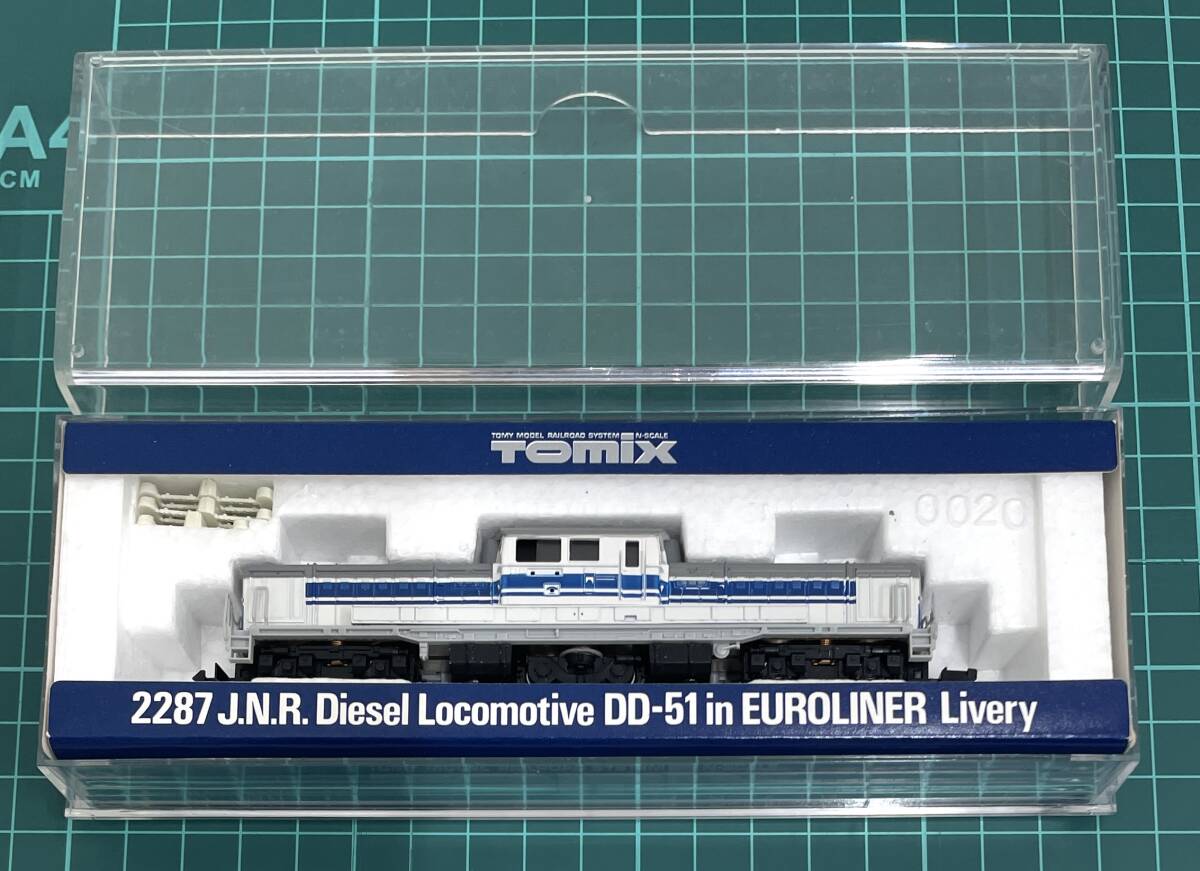 A4
CM
TOMY MODEL RAILROAD SYSTEM N-SCALE
TOMIX
0020
2287 J.N.R. Diesel Locomotive DD-51 in EUROLINER Livery